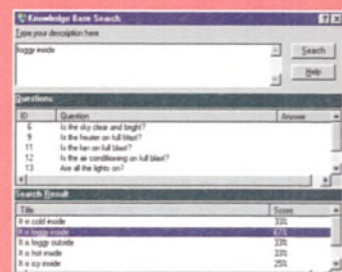 Knowledge Base Search
Type your description here
foggy inside
Search
Help
Questions:
ID Question Answer
6 Is the sky clear and bright?
9 Is the heater on full blast?
11 Is the fan on full blast?
12 Is the air conditioning on full blast?
13 Are all the lights on?
Search Result
Title Score
It is cold inside 33%
It is foggy inside 67%
It is foggy outside 33%
It is hot inside 33%
It is icy inside 25%